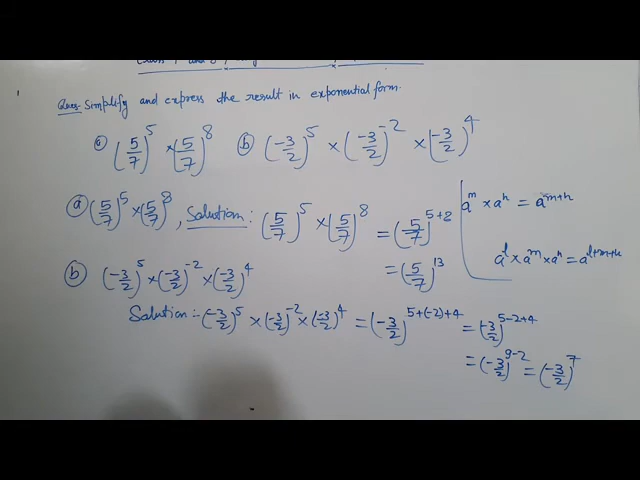 Ques. Simplify and express the result in exponential form.
ⓐ (5/7)^5 × (5/7)^8 ⓑ (-3/2)^5 × (-3/2)^-2 × (-3/2)^4
ⓐ (5/7)^5 × (5/7)^8, Solution: (5/7)^5 × (5/7)^8 = (5/7)^5+8
= (5/7)^13
a^m × a^n = a^m+n
a^l × a^m × a^n = a^l+m+n
ⓑ (-3/2)^5 × (-3/2)^-2 × (-3/2)^4
Solution:- (-3/2)^5 × (-3/2)^-2 × (-3/2)^4 = (-3/2)^5+(-2)+4 = (-3/2)^5-2+4
= (-3/2)^9-2 = (-3/2)^7